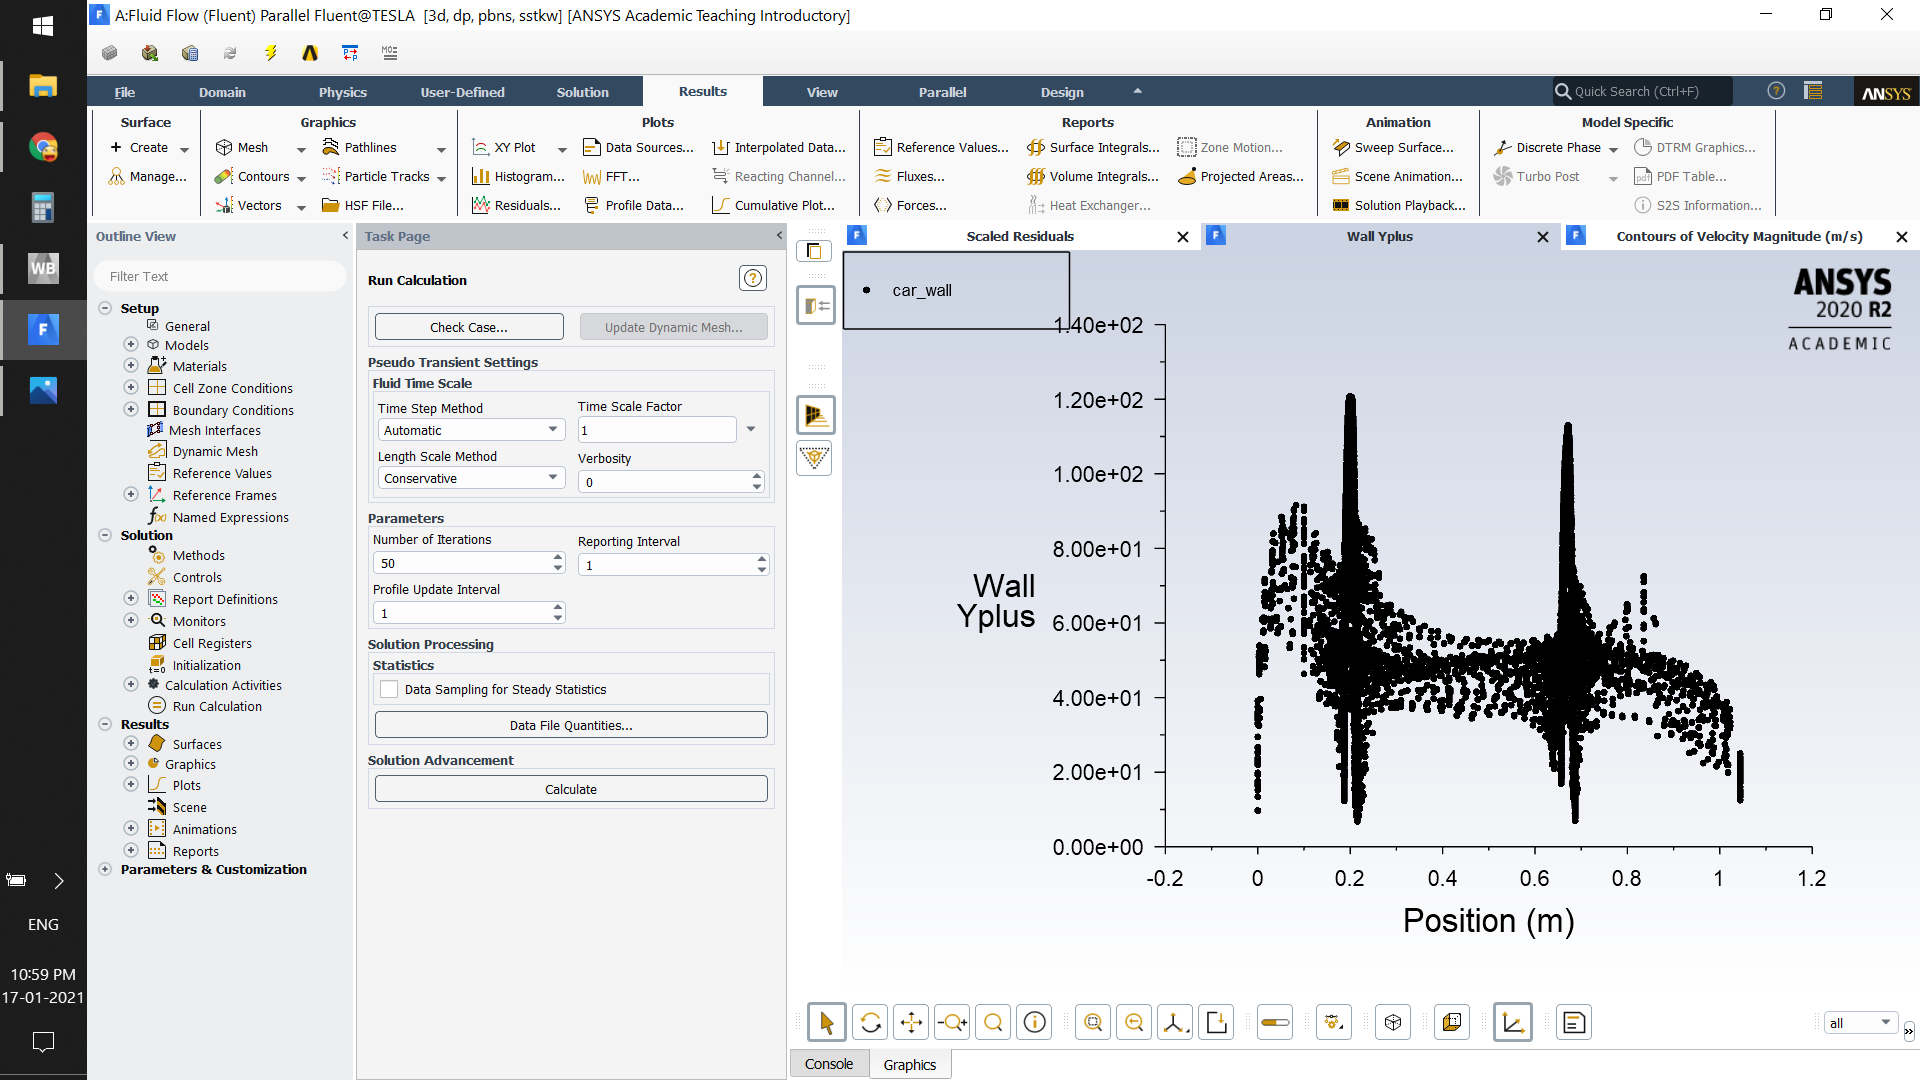 A:Fluid Flow (Fluent) Parallel Fluent@TESLA [3d, dp, pbns, sstkw] [ANSYS Academic Teaching Introductory]
File Domain Physics User-Defined Solution Results View Parallel Design Quick Search (Ctrl+F) ANSYS
Surface Graphics Plots Reports Animation Model Specific
Create Mesh Pathlines XY Plot Data Sources... Interpolated Data... Reference Values... Surface Integrals... Zone Motion... Sweep Surface... Discrete Phase DTRM Graphics...
Manage... Contours Particle Tracks Histogram... FFT... Reacting Channel... Fluxes... Volume Integrals... Projected Areas... Scene Animation... Turbo Post PDF Table...
Vectors HSF File... Residuals... Profile Data... Cumulative Plot... Forces... Heat Exchanger... Solution Playback... S2S Information...
Outline View
Filter Text
Setup
General
Models
Materials
Cell Zone Conditions
Boundary Conditions
Mesh Interfaces
Dynamic Mesh
Reference Values
Reference Frames
Named Expressions
Solution
Methods
Controls
Report Definitions
Monitors
Cell Registers
Initialization
Calculation Activities
Run Calculation
Results
Surfaces
Graphics
Plots
Scene
Animations
Reports
Parameters & Customization
Task Page
Run Calculation
Check Case... Update Dynamic Mesh...
Pseudo Transient Settings
Fluid Time Scale
Time Step Method Time Scale Factor
Automatic 1
Length Scale Method Verbosity
Conservative 0
Parameters
Number of Iterations Reporting Interval
50 1
Profile Update Interval
1
Solution Processing
Statistics
Data Sampling for Steady Statistics
Data File Quantities...
Solution Advancement
Calculate
Scaled Residuals Wall Yplus Contours of Velocity Magnitude (m/s)
car_wall
ANSYS
2020 R2
ACADEMIC
1.40e+02
1.20e+02
1.00e+02
8.00e+01
6.00e+01
4.00e+01
2.00e+01
0.00e+00
Wall
Yplus
-0.2 0 0.2 0.4 0.6 0.8 1 1.2
Position (m)
all
Console Graphics
WB
ENG
10:59 PM
17-01-2021